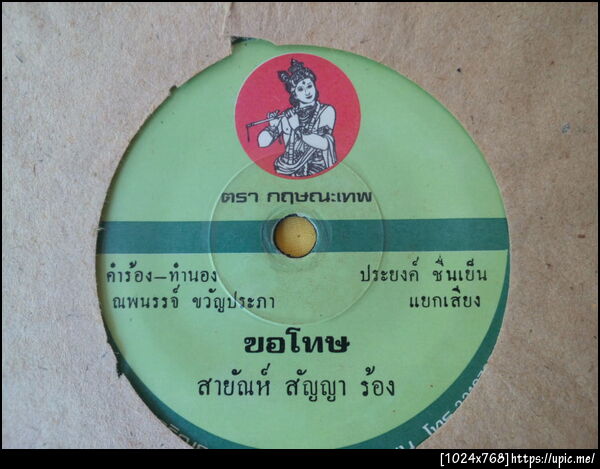 ตรา กฤษณะเทพ
คำร้อง–ทำนอง
ณพนรรจ์ ขวัญประภา
ประยงค์ ชื่นเย็น
แยกเสียง
ขอโทษ
สายัณห์ สัญญา ร้อง
[1024x768]https://upic.me/